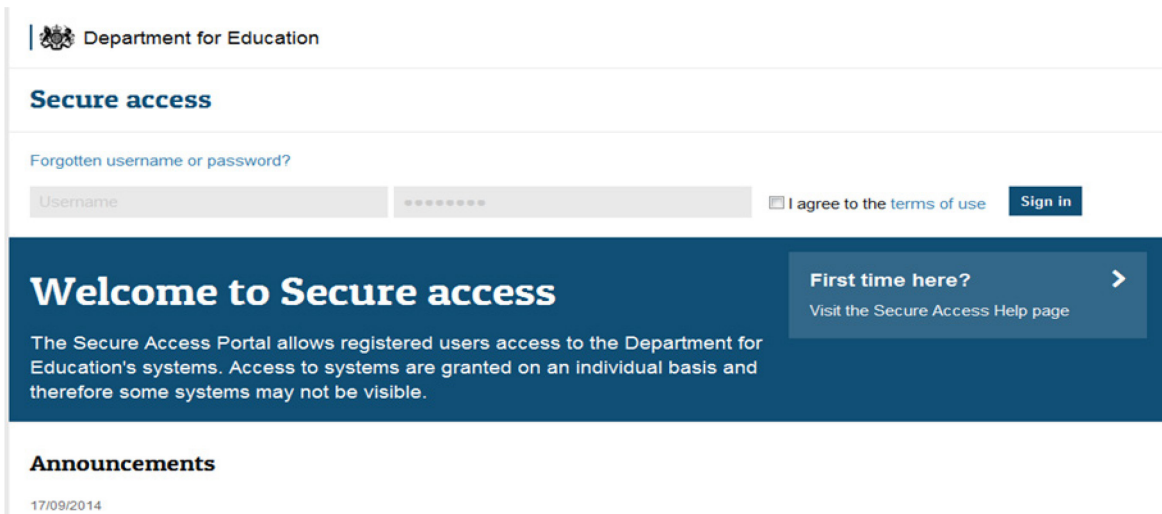 Department for Education
Secure access
Forgotten username or password?
Username
I agree to the terms of use
Sign in
Welcome to Secure access
The Secure Access Portal allows registered users access to the Department for
Education's systems. Access to systems are granted on an individual basis and
therefore some systems may not be visible.
First time here?
Visit the Secure Access Help page
Announcements
17/09/2014